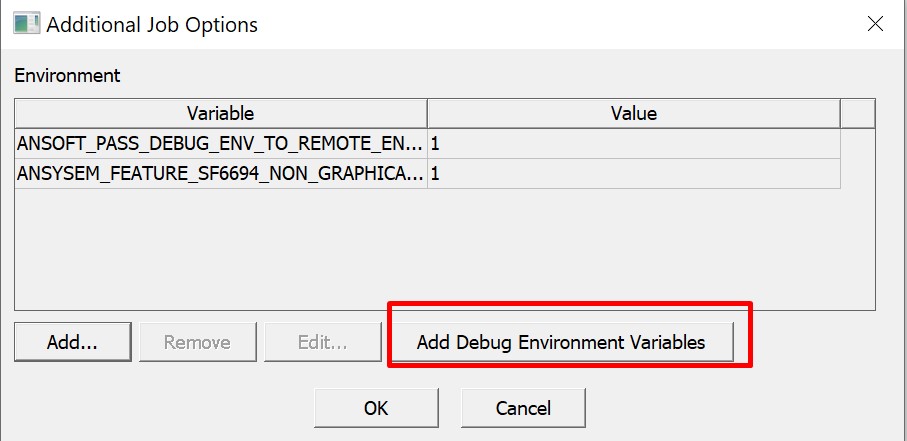 Additional Job Options
Environment
Variable Value
ANSOFT_PASS_DEBUG_ENV_TO_REMOTE_EN... 1
ANSYSEM_FEATURE_SF6694_NON_GRAPHICA... 1
Add... Remove Edit... Add Debug Environment Variables
OK Cancel